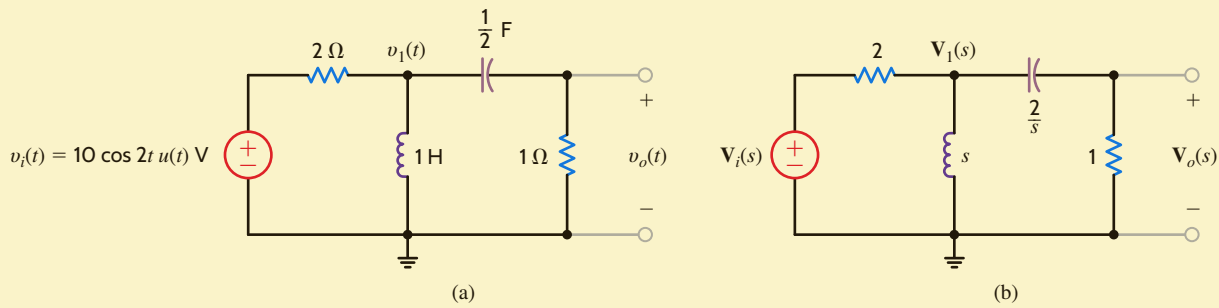 1/2 F
2 Ω
v₁(t)
vᵢ(t) = 10 cos 2t u(t) V
+
−
1 H
1 Ω
+
vₒ(t)
−
(a)
2
V₁(s)
2/s
Vᵢ(s)
+
−
s
1
+
Vₒ(s)
−
(b)